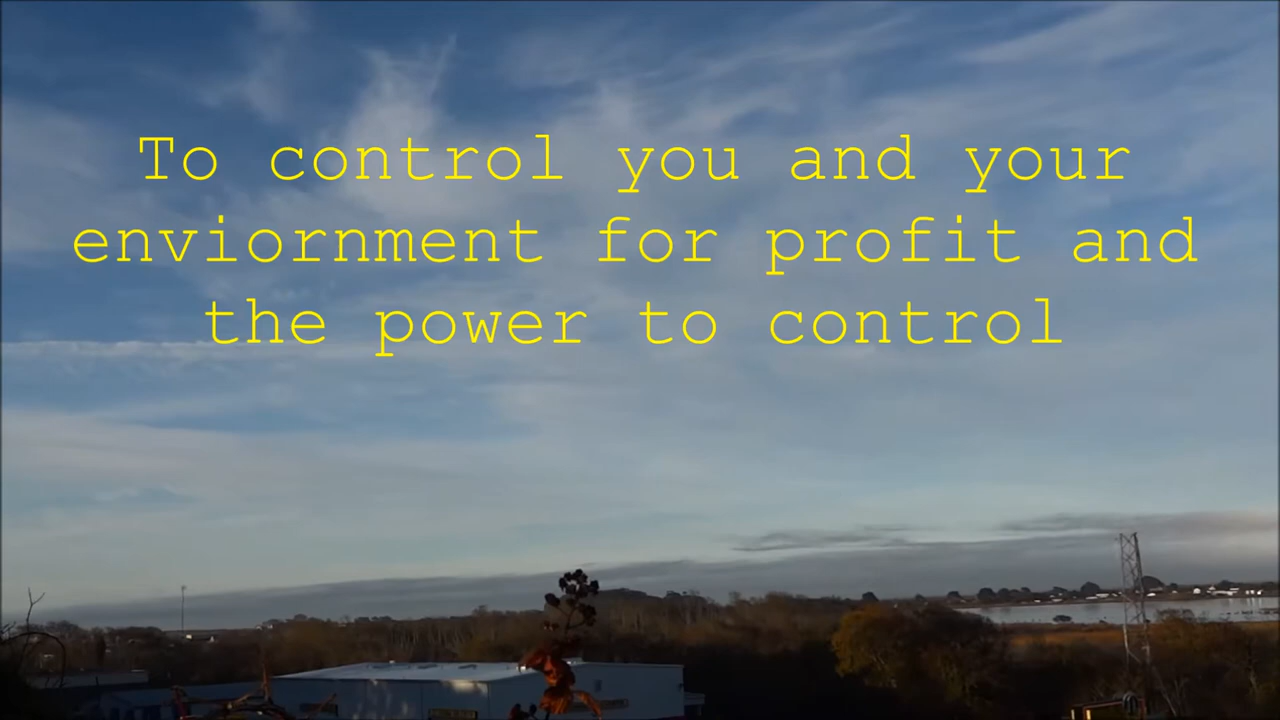 To control you and your
enviornment for profit and
the power to control